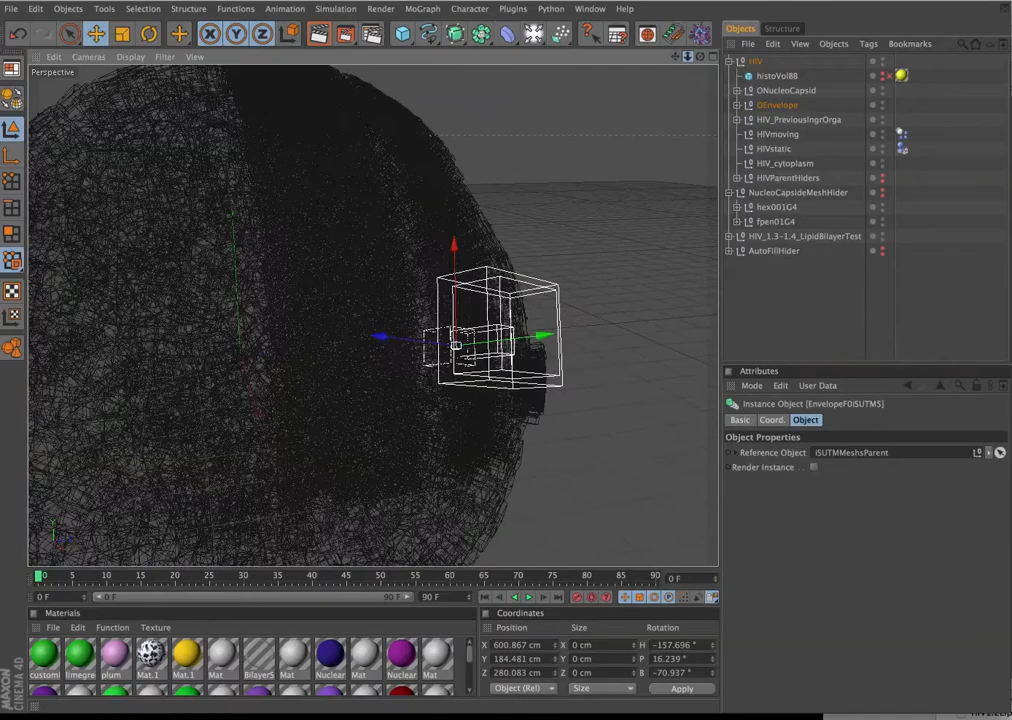 File Edit Objects Tools Selection Structure Functions Animation Simulation Render MoGraph Character Plugins Python Window Help
Objects Structure
Edit Cameras Display Filter View
File Edit View Objects Tags Bookmarks
Perspective
HIV
histoVolBB
ONucleoCapsid
OEnvelope
HIV_PreviousIngrOrga
HIVmoving
HIVstatic
HIV_cytoplasm
HIVParentHiders
NucleoCapsideMeshHider
hex001G4
fpen01G4
HIV_1.3-1.4_LipidBilayerTest
AutoFillHider
Attributes
Mode Edit User Data
Instance Object [EnvelopeF0iSUTM5]
Basic Coord. Object
Object Properties
Reference Object iSUTMMeshsParent
Render Instance
0 5 10 15 20 25 30 35 40 45 50 55 60 65 70 75 80 85 90 0 F
0 F 0 F 90 F 90 F
Materials
Coordinates
File Edit Function Texture
Position Size Rotation
X 600.867 cm X 0 cm H -157.696 °
Y 184.481 cm Y 0 cm P 16.239 °
Z 280.083 cm Z 0 cm B -70.937 °
custom limegre plum Mat.1 Mat.1 Mat BilayerS Mat Nuclear Mat Nuclear Mat
Object (Rel) Size Apply
MAXON CINEMA 4D